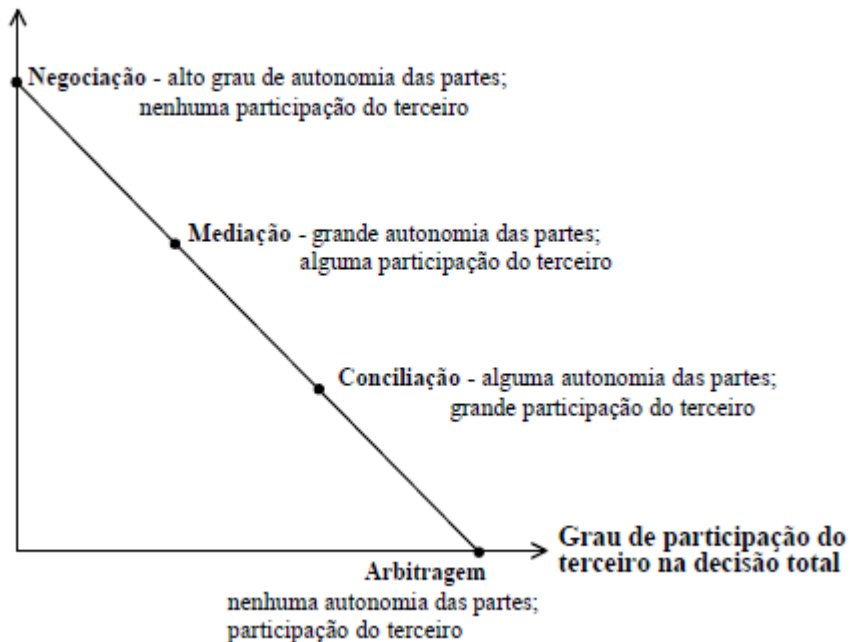 Negociação - alto grau de autonomia das partes;
nenhuma participação do terceiro
Mediação - grande autonomia das partes;
alguma participação do terceiro
Conciliação - alguma autonomia das partes;
grande participação do terceiro
Grau de participação do
terceiro na decisão total
Arbitragem
nenhuma autonomia das partes;
participação do terceiro